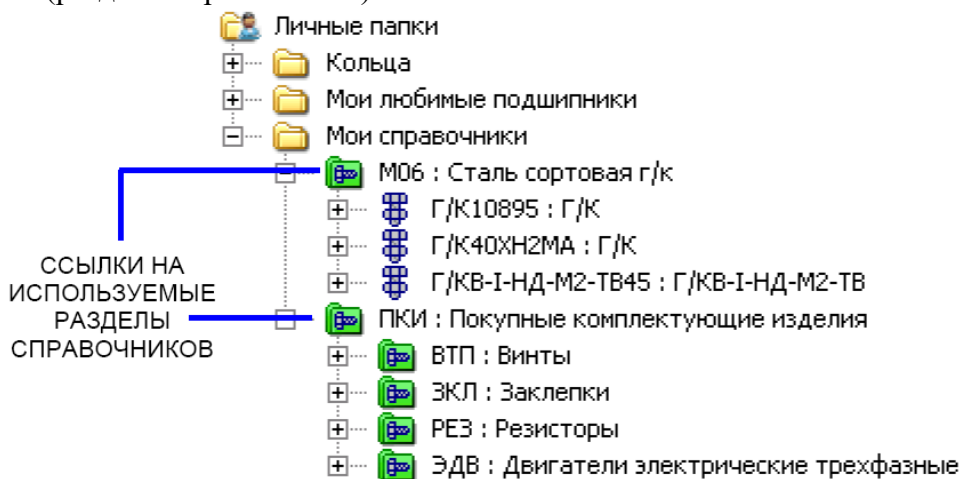 Личные папки
Кольца
Мои любимые подшипники
Мои справочники
М06 : Сталь сортовая г/к
Г/К10895 : Г/К
Г/К40ХН2МА : Г/К
Г/КВ-I-НД-М2-ТВ45 : Г/КВ-I-НД-М2-ТВ
ССЫЛКИ НА
ИСПОЛЬЗУЕМЫЕ
РАЗДЕЛЫ
СПРАВОЧНИКОВ
ПКИ : Покупные комплектующие изделия
ВТП : Винты
ЗКЛ : Заклепки
РЕЗ : Резисторы
ЭДВ : Двигатели электрические трехфазные